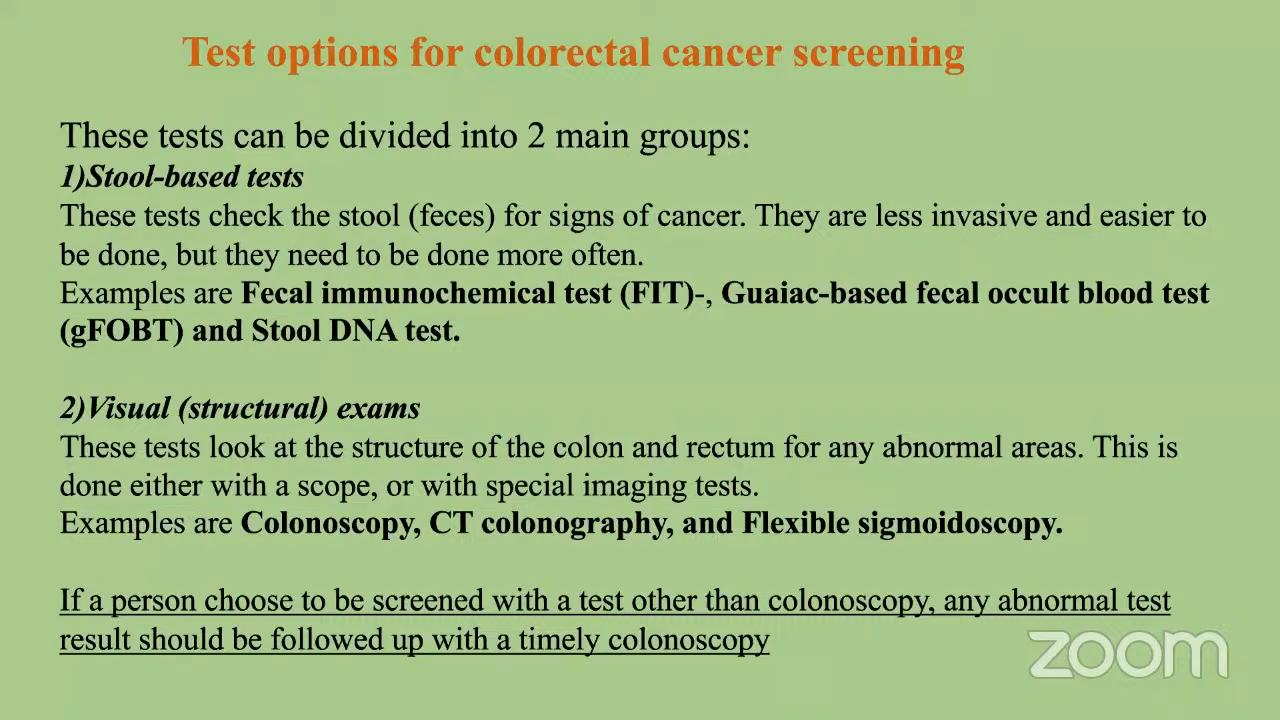 Test options for colorectal cancer screening
These tests can be divided into 2 main groups:
1)Stool-based tests
These tests check the stool (feces) for signs of cancer. They are less invasive and easier to
be done, but they need to be done more often.
Examples are Fecal immunochemical test (FIT)-, Guaiac-based fecal occult blood test
(gFOBT) and Stool DNA test.
2)Visual (structural) exams
These tests look at the structure of the colon and rectum for any abnormal areas. This is
done either with a scope, or with special imaging tests.
Examples are Colonoscopy, CT colonography, and Flexible sigmoidoscopy.
If a person choose to be screened with a test other than colonoscopy, any abnormal test
result should be followed up with a timely colonoscopy
zoom